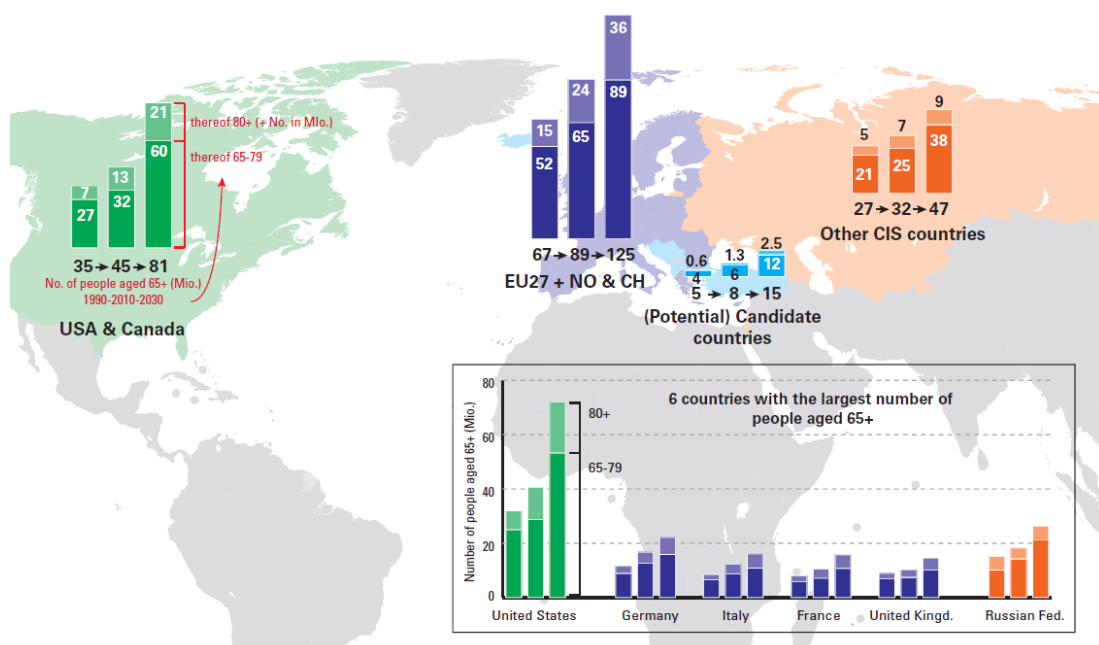 21
thereof 80+ (+ No. in MIo.)
60
thereof 65-79
7
13
27
32
35→45→81
No. of people aged 65+ (Mio.)
1990-2010-2030
USA & Canada
36
24
89
15
65
52
67→89→125
EU27 + NO & CH
0.6
1.3
2.5
4
6
12
5 → 8 → 15
(Potential) Candidate
countries
9
5
7
38
21
25
27→32→47
Other CIS countries
6 countries with the largest number of
people aged 65+
Number of people aged 65+ (Mio.)
80
60
40
20
0
80+
65-79
United States
Germany
Italy
France
United Kingd.
Russian Fed.